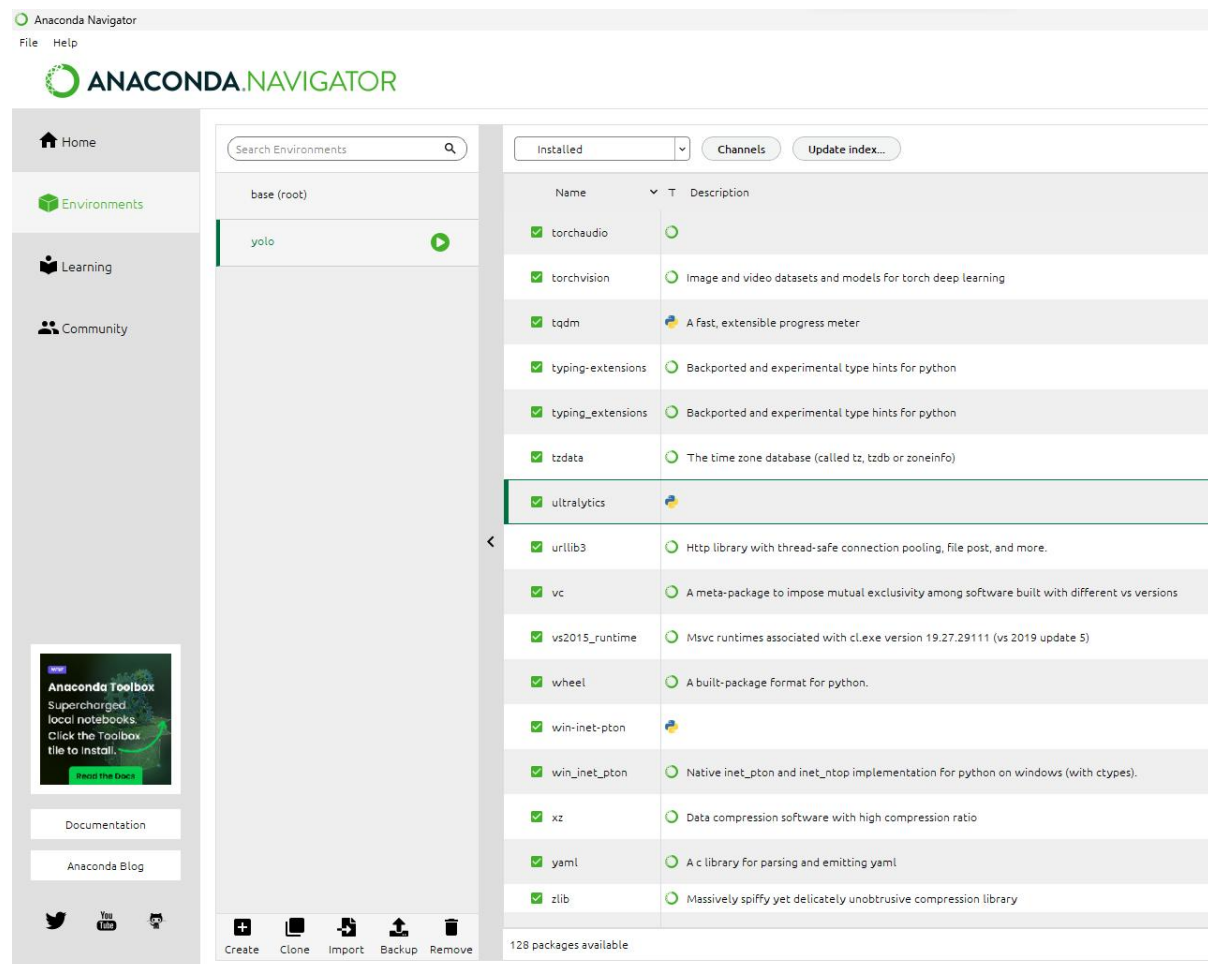 Anaconda Navigator
File Help
ANACONDA.NAVIGATOR
Home
Environments
Learning
Community
NEW
Anaconda Toolbox
Supercharged
local notebooks.
Click the Toolbox
tile to install.
Read the Docs
Documentation
Anaconda Blog
You
Tube
Search Environments
base (root)
yolo
Create Clone Import Backup Remove
Installed Channels Update index...
Name T Description
torchaudio
torchvision Image and video datasets and models for torch deep learning
tqdm A fast, extensible progress meter
typing-extensions Backported and experimental type hints for python
typing_extensions Backported and experimental type hints for python
tzdata The time zone database (called tz, tzdb or zoneinfo)
ultralytics
urllib3 Http library with thread-safe connection pooling, file post, and more.
vc A meta-package to impose mutual exclusivity among software built with different vs versions
vs2015_runtime Msvc runtimes associated with cl.exe version 19.27.29111 (vs 2019 update 5)
wheel A built-package format for python.
win-inet-pton
win_inet_pton Native inet_pton and inet_ntop implementation for python on windows (with ctypes).
xz Data compression software with high compression ratio
yaml A c library for parsing and emitting yaml
zlib Massively spiffy yet delicately unobtrusive compression library
128 packages available